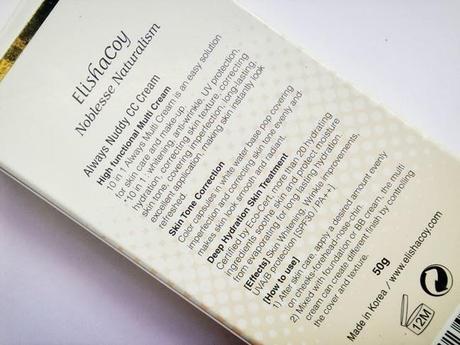 ElishaCoy
Noblesse Naturalism
Always Nuddy CC Cream
High functional Multi Cream
10 in 1 Always Multi Cream is an easy solution
for skin care and make-up.
*10 in 1 : whitening, anti-wrinkle, UV protection,
hydration, correcting skin texture, correcting
skin tone, covering imperfection, long-lasting,
excellent application, making skin instantly look
refreshed
Skin Tone Correction
Color capsules in white water base pop covering
imperfection and correcting skin tone evenly and
makes skin look smooth and radiant.
Deep Hydration Skin Treatment
Certified by Eco-Cert, more than 20 hydrating
ingredients soothe skin and protect moisture
from evaporating for long lasting hydration.
[Effects] Skin Whitening, Wrinkle improvements,
UVA/B protection [SPF30 / PA++]
[How to use]
1) After skin care, apply a desired amount evenly
on cheeks-forehead-nose-chin.
2) Mixed with foundation or BB cream, the multi
cream can create different finish by controlling
the cover and texture.
50g
Made in Korea / www.elishacoy.com
12M